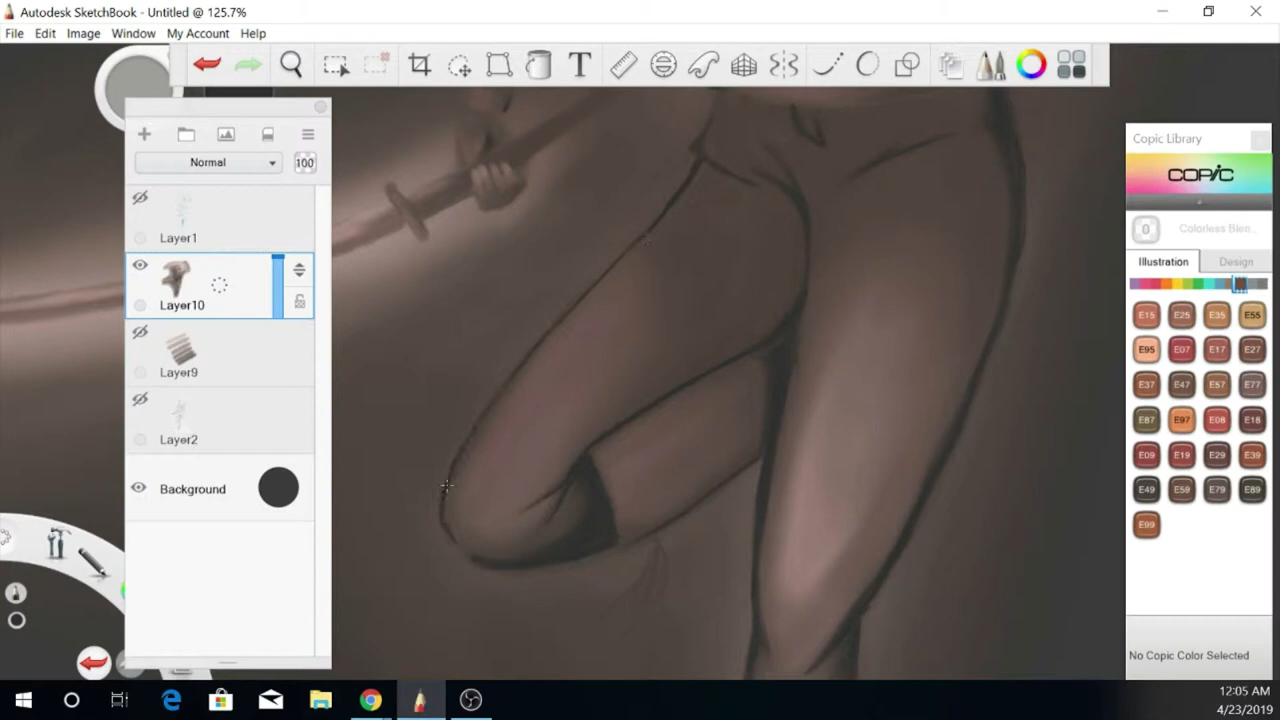 Autodesk SketchBook - Untitled @ 125.7%
File Edit Image Window My Account Help
T
Normal 100
Layer1
Layer10
Layer9
Layer2
Background
Copic Library
COPIC
0 Colorless Blen...
Illustration Design
E15 E25 E35 E55
E95 E07 E17 E27
E37 E47 E57 E77
E87 E97 E08 E18
E09 E19 E29 E39
E49 E59 E79 E89
E99
No Copic Color Selected
12:05 AM
4/23/2019